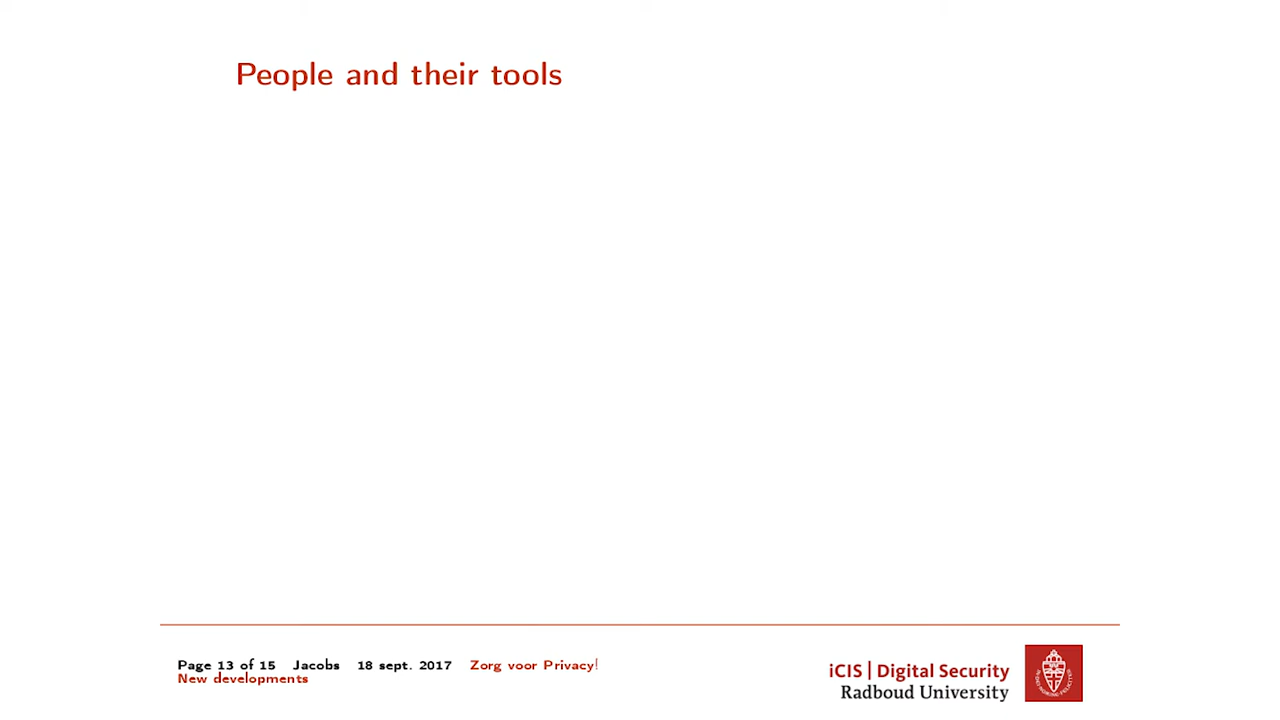 People and their tools
Page 13 of 15 Jacobs 18 sept. 2017 Zorg voor Privacy!
New developments
iCIS | Digital Security
Radboud University